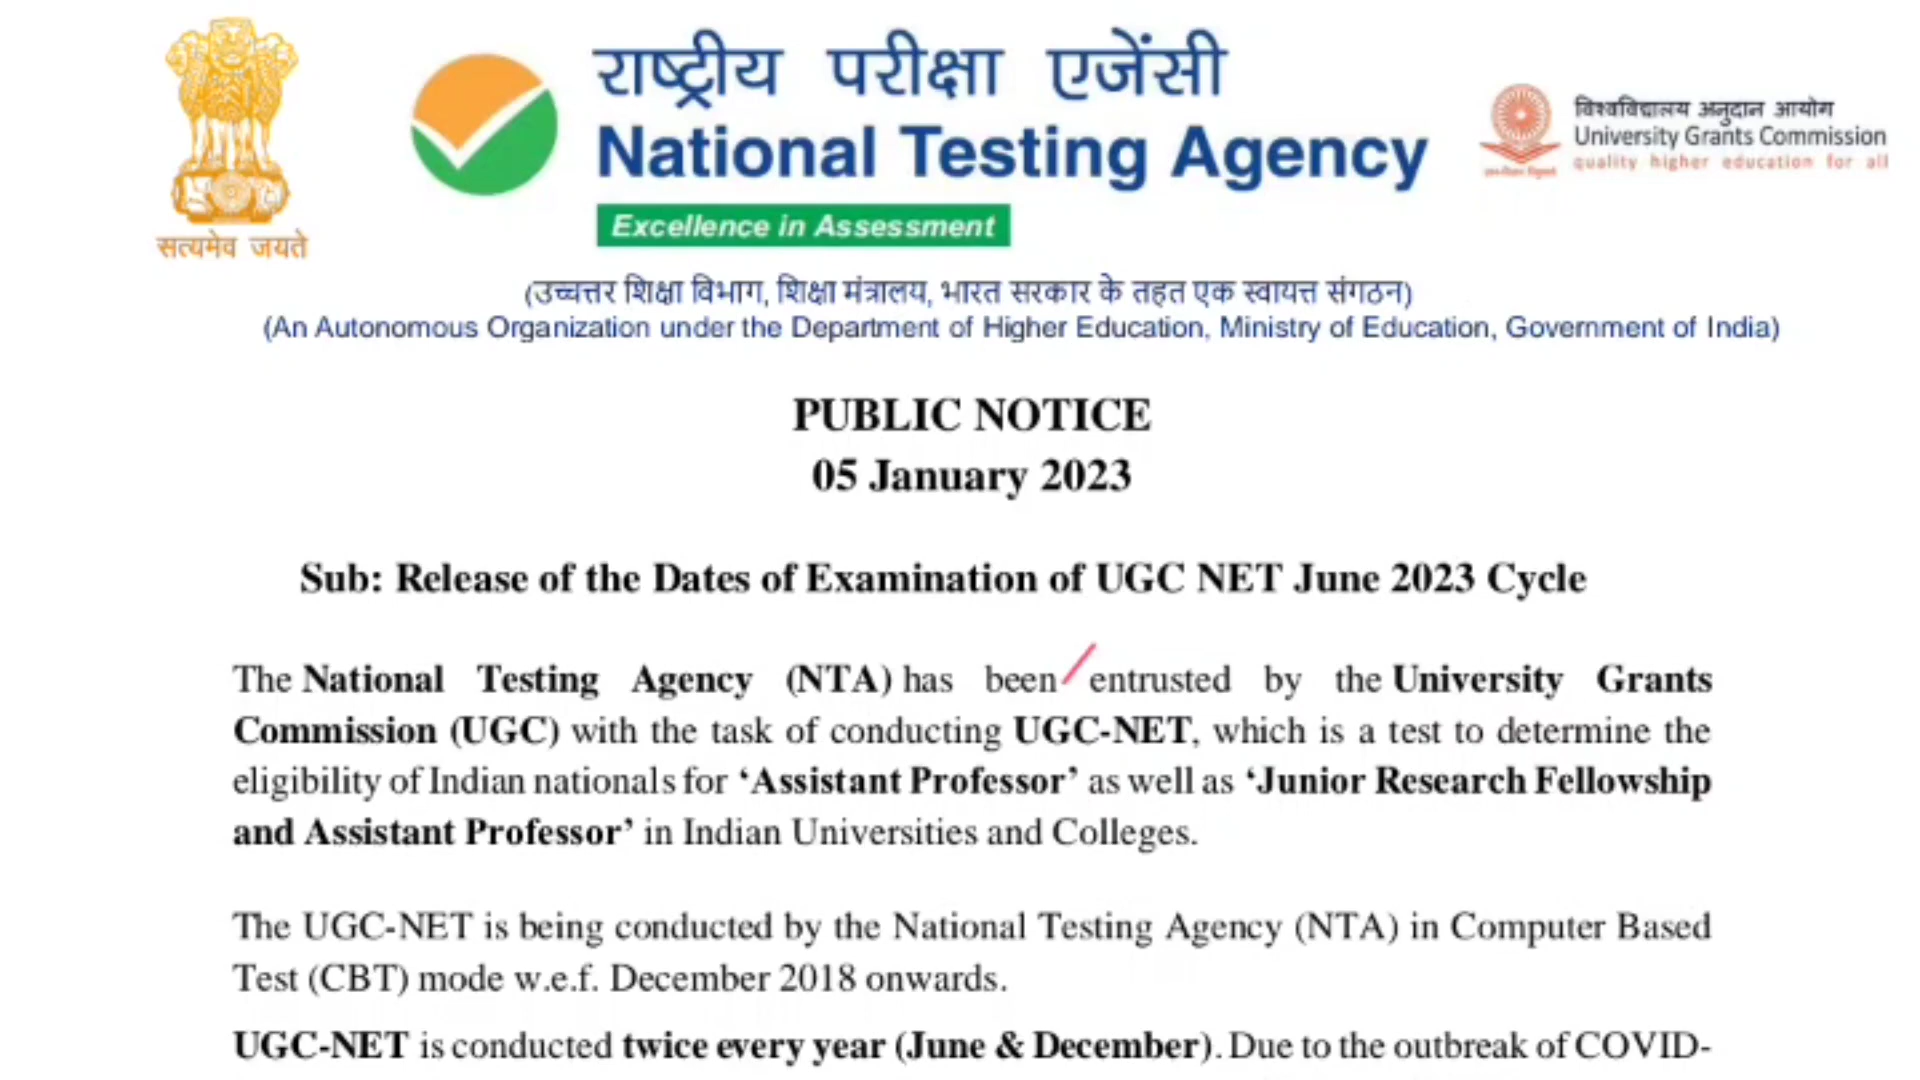 राष्ट्रीय परीक्षा एजेंसी
National Testing Agency
Excellence in Assessment
सत्यमेव जयते
विश्वविद्यालय अनुदान आयोग
University Grants Commission
quality higher education for all
(उच्चत्तर शिक्षा विभाग, शिक्षा मंत्रालय, भारत सरकार के तहत एक स्वायत्त संगठन)
(An Autonomous Organization under the Department of Higher Education, Ministry of Education, Government of India)
PUBLIC NOTICE
05 January 2023
Sub: Release of the Dates of Examination of UGC NET June 2023 Cycle
The National Testing Agency (NTA) has been entrusted by the University Grants
Commission (UGC) with the task of conducting UGC-NET, which is a test to determine the
eligibility of Indian nationals for ‘Assistant Professor’ as well as ‘Junior Research Fellowship
and Assistant Professor’ in Indian Universities and Colleges.
The UGC-NET is being conducted by the National Testing Agency (NTA) in Computer Based
Test (CBT) mode w.e.f. December 2018 onwards.
UGC-NET is conducted twice every year (June & December). Due to the outbreak of COVID-